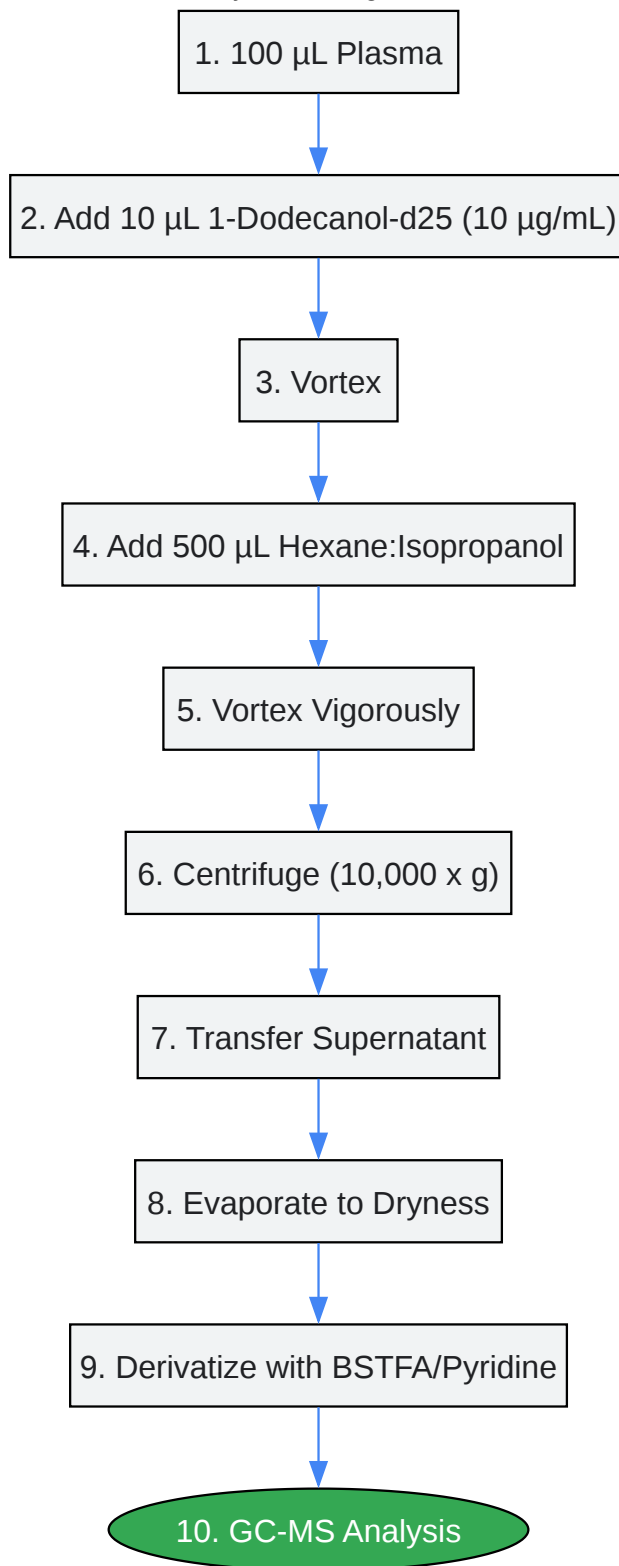 1. 100 µL Plasma
2. Add 10 µL 1-Dodecanol-d25 (10 µg/mL)
3. Vortex
4. Add 500 µL Hexane:Isopropanol
5. Vortex Vigorously
6. Centrifuge (10,000 x g)
7. Transfer Supernatant
8. Evaporate to Dryness
9. Derivatize with BSTFA/Pyridine
10. GC-MS Analysis